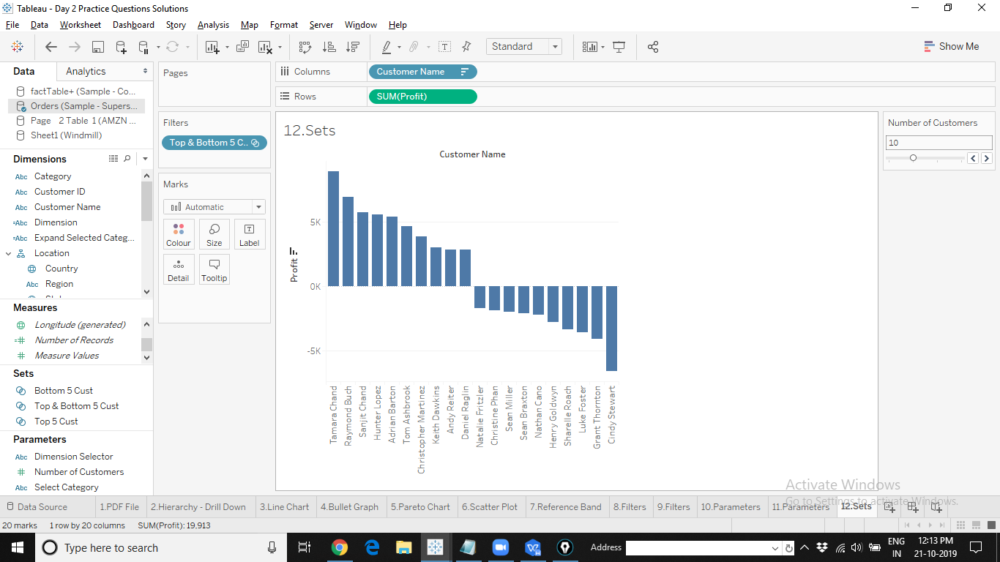 Tableau - Day 2 Practice Questions Solutions
File Data Worksheet Dashboard Story Analysis Map Format Server Window Help
Standard
Show Me
Data Analytics
factTable+ (Sample - Co...
Orders (Sample - Supers...
Page 2 Table 1 (AMZN ...
Sheet1 (Windmill)
Dimensions
Abc Category
Abc Customer ID
Abc Customer Name
=Abc Dimension
=Abc Expand Selected Categ...
Location
Country
Abc Region
Measures
Longitude (generated)
=# Number of Records
# Measure Values
Sets
Bottom 5 Cust
Top & Bottom 5 Cust
Top 5 Cust
Parameters
Abc Dimension Selector
# Number of Customers
Abc Select Category
Pages
Filters
Top & Bottom 5 C..
Marks
Automatic
Colour Size Label
Detail Tooltip
Columns Customer Name
Rows SUM(Profit)
12.Sets
Customer Name
Profit
5K
0K
-5K
Tamara Chand
Raymond Buch
Sanjit Chand
Hunter Lopez
Adrian Barton
Tom Ashbrook
Christopher Martinez
Keith Dawkins
Andy Reiter
Daniel Raglin
Natalie Fritzler
Christine Phan
Sean Miller
Sean Braxton
Nathan Cano
Henry Goldwyn
Sharelle Roach
Luke Foster
Grant Thornton
Cindy Stewart
Number of Customers
10
Activate Windows
Go to Settings to activate Windows.
Data Source 1.PDF File 2.Hierarchy - Drill Down 3.Line Chart 4.Bullet Graph 5.Pareto Chart 6.Scatter Plot 7.Reference Band 8.Filters 9.Filters 10.Parameters 11.Parameters 12.Sets
20 marks 1 row by 20 columns SUM(Profit): 19,913
Type here to search
Address
ENG
IN
12:13 PM
21-10-2019